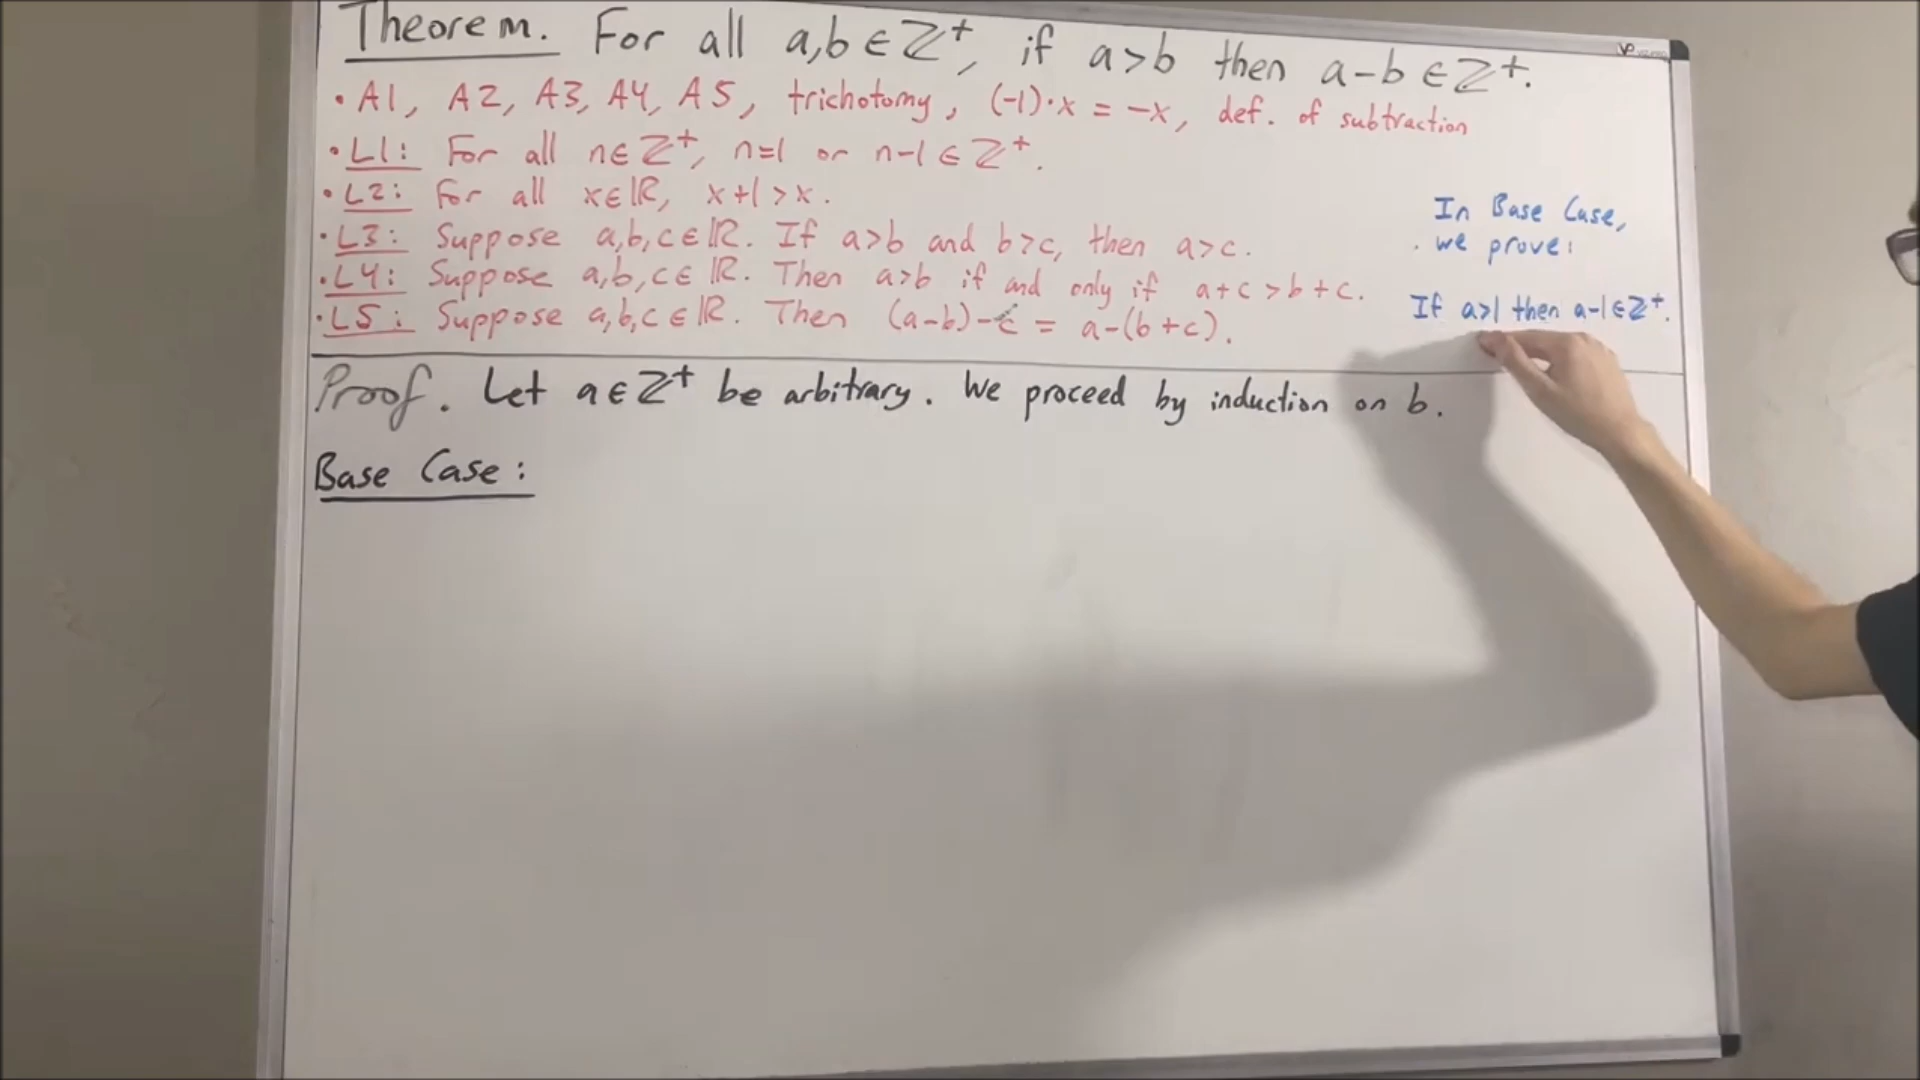 Theorem. For all a,b ∈ ℤ⁺, if a>b then a-b ∈ ℤ⁺.
• A1, A2, A3, A4, A5, trichotomy, (-1)·x = -x, def. of subtraction
• L1: For all n∈ℤ⁺, n=1 or n-1 ∈ ℤ⁺.
• L2: For all x∈ℝ, x+1 > x.
• L3: Suppose a,b,c∈ℝ. If a>b and b>c, then a>c.
• L4: Suppose a,b,c∈ℝ. Then a>b if and only if a+c > b+c.
• L5: Suppose a,b,c∈ℝ. Then (a-b)-c = a-(b+c).
In Base Case,
we prove:
If a>1 then a-1∈ℤ⁺.
Proof. Let a∈ℤ⁺ be arbitrary. We proceed by induction on b.
Base Case: